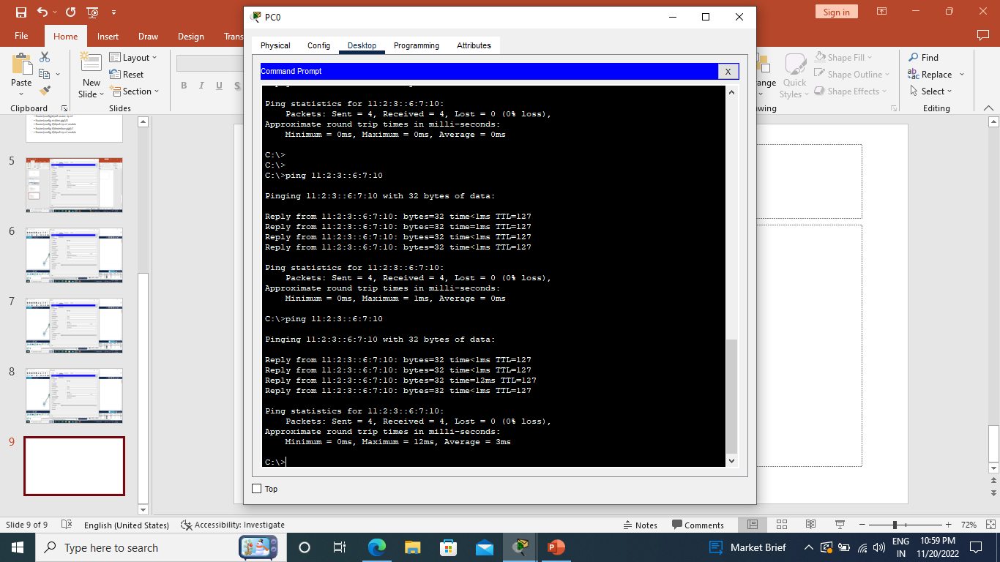 Sign in
File
Home
Insert
Draw
Design
Trans
Paste
Clipboard
New
Slide
Layout
Reset
Section
Slides
B I U S
PC0
Physical
Config
Desktop
Programming
Attributes
Command Prompt
X
Ping statistics for 11:2:3::6:7:10:
Packets: Sent = 4, Received = 4, Lost = 0 (0% loss),
Approximate round trip times in milli-seconds:
Minimum = 0ms, Maximum = 0ms, Average = 0ms
C:\>
C:\>
C:\>ping 11:2:3::6:7:10
Pinging 11:2:3::6:7:10 with 32 bytes of data:
Reply from 11:2:3::6:7:10: bytes=32 time<1ms TTL=127
Reply from 11:2:3::6:7:10: bytes=32 time=1ms TTL=127
Reply from 11:2:3::6:7:10: bytes=32 time<1ms TTL=127
Reply from 11:2:3::6:7:10: bytes=32 time<1ms TTL=127
Ping statistics for 11:2:3::6:7:10:
Packets: Sent = 4, Received = 4, Lost = 0 (0% loss),
Approximate round trip times in milli-seconds:
Minimum = 0ms, Maximum = 1ms, Average = 0ms
C:\>ping 11:2:3::6:7:10
Pinging 11:2:3::6:7:10 with 32 bytes of data:
Reply from 11:2:3::6:7:10: bytes=32 time<1ms TTL=127
Reply from 11:2:3::6:7:10: bytes=32 time<1ms TTL=127
Reply from 11:2:3::6:7:10: bytes=32 time=12ms TTL=127
Reply from 11:2:3::6:7:10: bytes=32 time<1ms TTL=127
Ping statistics for 11:2:3::6:7:10:
Packets: Sent = 4, Received = 4, Lost = 0 (0% loss),
Approximate round trip times in milli-seconds:
Minimum = 0ms, Maximum = 12ms, Average = 3ms
C:\>
Top
range
Quick
Styles
Shape Fill
Shape Outline
Shape Effects
wing
Find
Replace
Select
Editing
5
6
7
8
9
Slide 9 of 9
English (United States)
Accessibility: Investigate
Notes
Comments
72%
Type here to search
Market Brief
ENG
IN
10:59 PM
11/20/2022